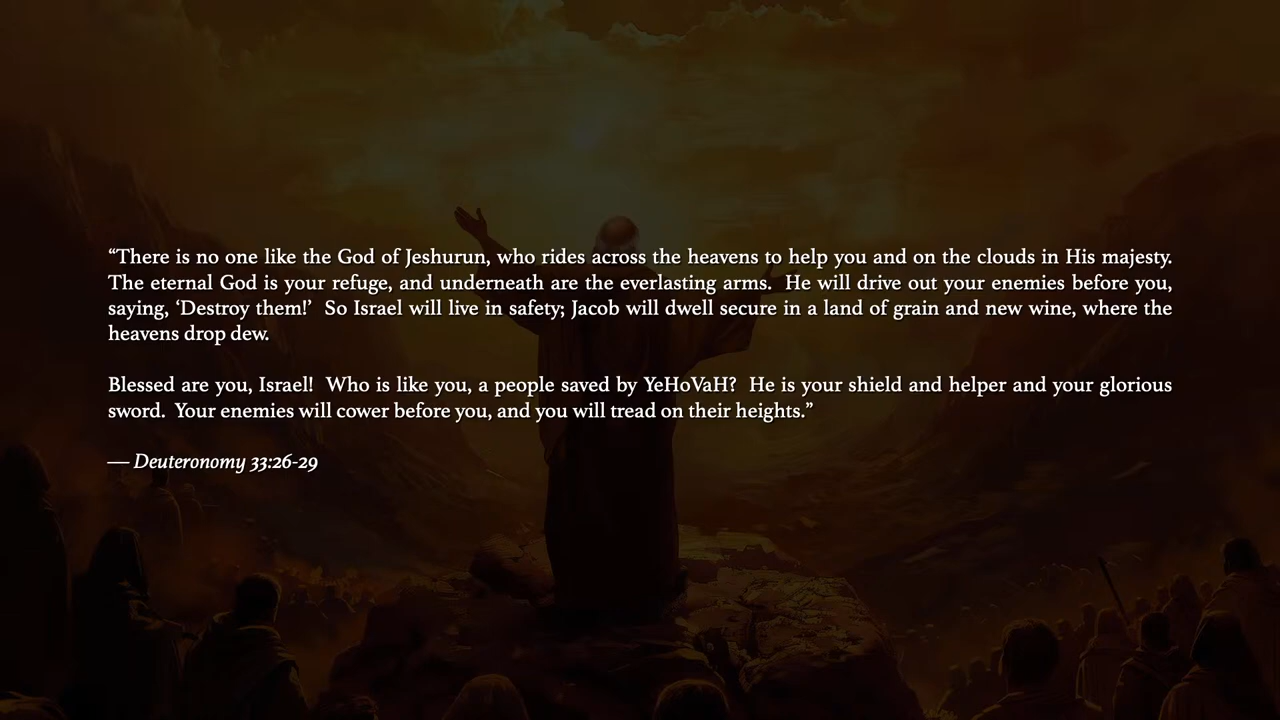 “There is no one like the God of Jeshurun, who rides across the heavens to help you and on the clouds in His majesty.
The eternal God is your refuge, and underneath are the everlasting arms.  He will drive out your enemies before you,
saying, ‘Destroy them!’  So Israel will live in safety; Jacob will dwell secure in a land of grain and new wine, where the
heavens drop dew.
Blessed are you, Israel!  Who is like you, a people saved by YeHoVaH?  He is your shield and helper and your glorious
sword.  Your enemies will cower before you, and you will tread on their heights.”
— Deuteronomy 33:26-29